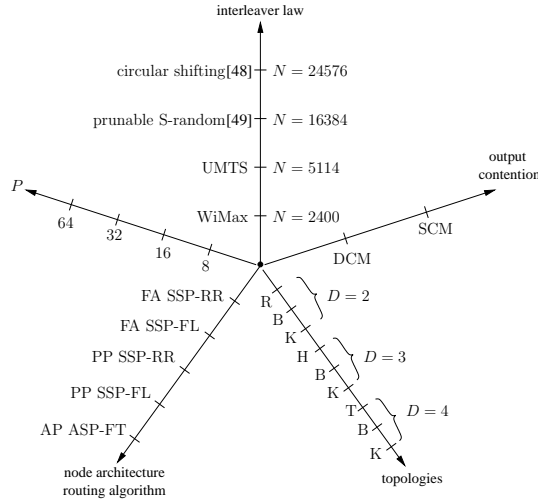 interleaver law
circular shifting[48] N = 24576
prunable S-random[49] N = 16384
UMTS N = 5114
WiMax N = 2400
output
contention
SCM
DCM
P
64
32
16
8
FA SSP-RR
FA SSP-FL
PP SSP-RR
PP SSP-FL
AP ASP-FT
node architecture
routing algorithm
R
B
K
D = 2
H
B
K
D = 3
T
B
K
D = 4
topologies